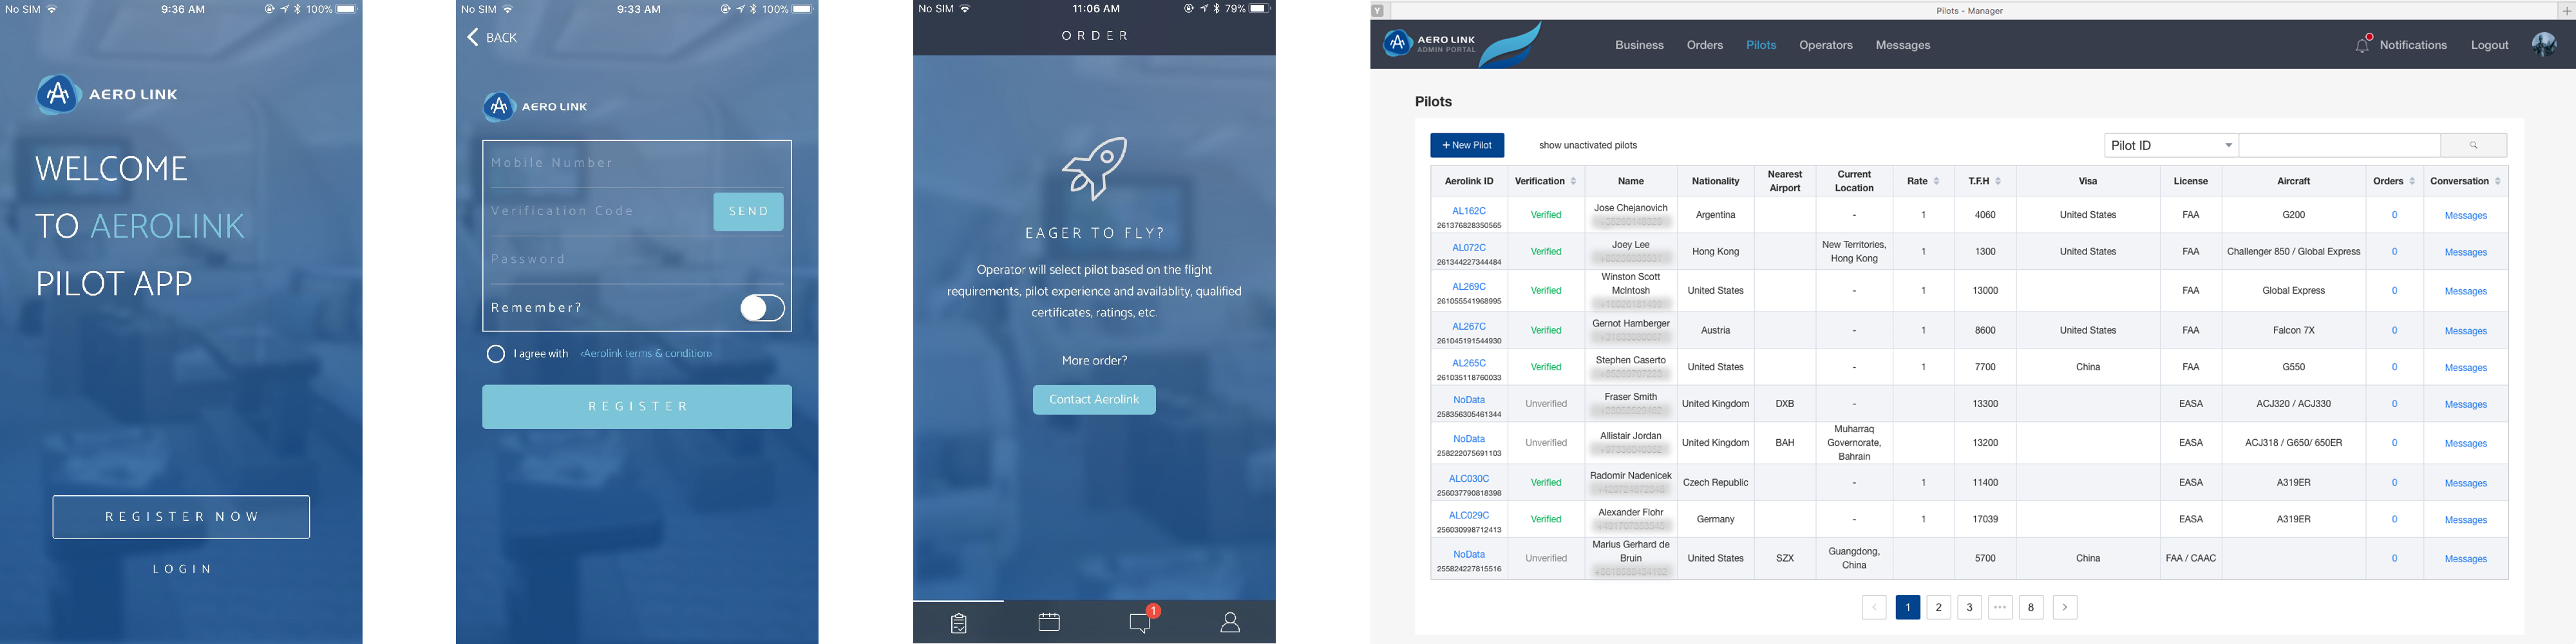 No SIM 9:36 AM 100%
AERO LINK
WELCOME
TO AEROLINK
PILOT APP
REGISTER NOW
LOGIN
No SIM 9:33 AM 100%
BACK
AERO LINK
Mobile Number
Verification Code SEND
Password
Remember?
I agree with <Aerolink terms & condition>
REGISTER
No SIM 11:06 AM 79%
ORDER
EAGER TO FLY?
Operator will select pilot based on the flight
requirements, pilot experience and availablity, qualified
certificates, ratings, etc.
More order?
Contact Aerolink
1
Y Pilots - Manager
AERO LINK
ADMIN PORTAL
Business Orders Pilots Operators Messages Notifications Logout
Pilots
+ New Pilot show unactivated pilots Pilot ID
Aerolink ID Verification Name Nationality Nearest Airport Current Location Rate T.F.H Visa License Aircraft Orders Conversation
AL162C 261376828350565 Verified Jose Chejanovich Argentina - 1 4060 United States FAA G200 0 Messages
AL072C 261344227344484 Verified Joey Lee Hong Kong New Territories, Hong Kong 1 1300 United States FAA Challenger 850 / Global Express 0 Messages
AL269C 261055541968995 Verified Winston Scott McIntosh United States - 1 13000 FAA Global Express 0 Messages
AL267C 261045191544930 Verified Gernot Hamberger Austria - 1 8600 United States FAA Falcon 7X 0 Messages
AL265C 261035118760033 Verified Stephen Caserto United States - 1 7700 China FAA G550 0 Messages
NoData 258356305461344 Unverified Fraser Smith United Kingdom DXB - 13300 EASA ACJ320 / ACJ330 0 Messages
NoData 258222075691103 Unverified Allistair Jordan United Kingdom BAH Muharraq Governorate, Bahrain 13200 EASA ACJ318 / G650/ 650ER 0 Messages
ALC030C 256037790818398 Verified Radomir Nadenicek Czech Republic - 1 11400 EASA A319ER 0 Messages
ALC029C 256030998712413 Verified Alexander Flohr Germany - 1 17039 EASA A319ER 0 Messages
NoData 255824227815516 Unverified Marius Gerhard de Bruin United States SZX Guangdong, China 5700 China FAA / CAAC 0 Messages
< 1 2 3 ••• 8 >